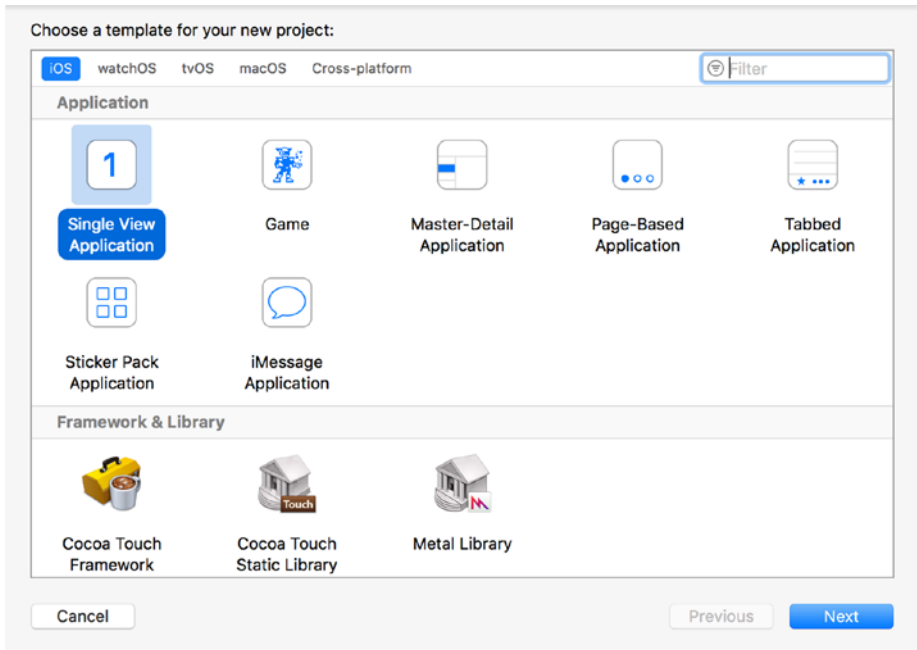 Choose a template for your new project:
iOS watchOS tvOS macOS Cross-platform Filter
Application
1
Single View Application
Game
Master-Detail Application
Page-Based Application
Tabbed Application
Sticker Pack Application
iMessage Application
Framework & Library
Cocoa Touch Framework
Touch
Cocoa Touch Static Library
Metal Library
Cancel Previous Next